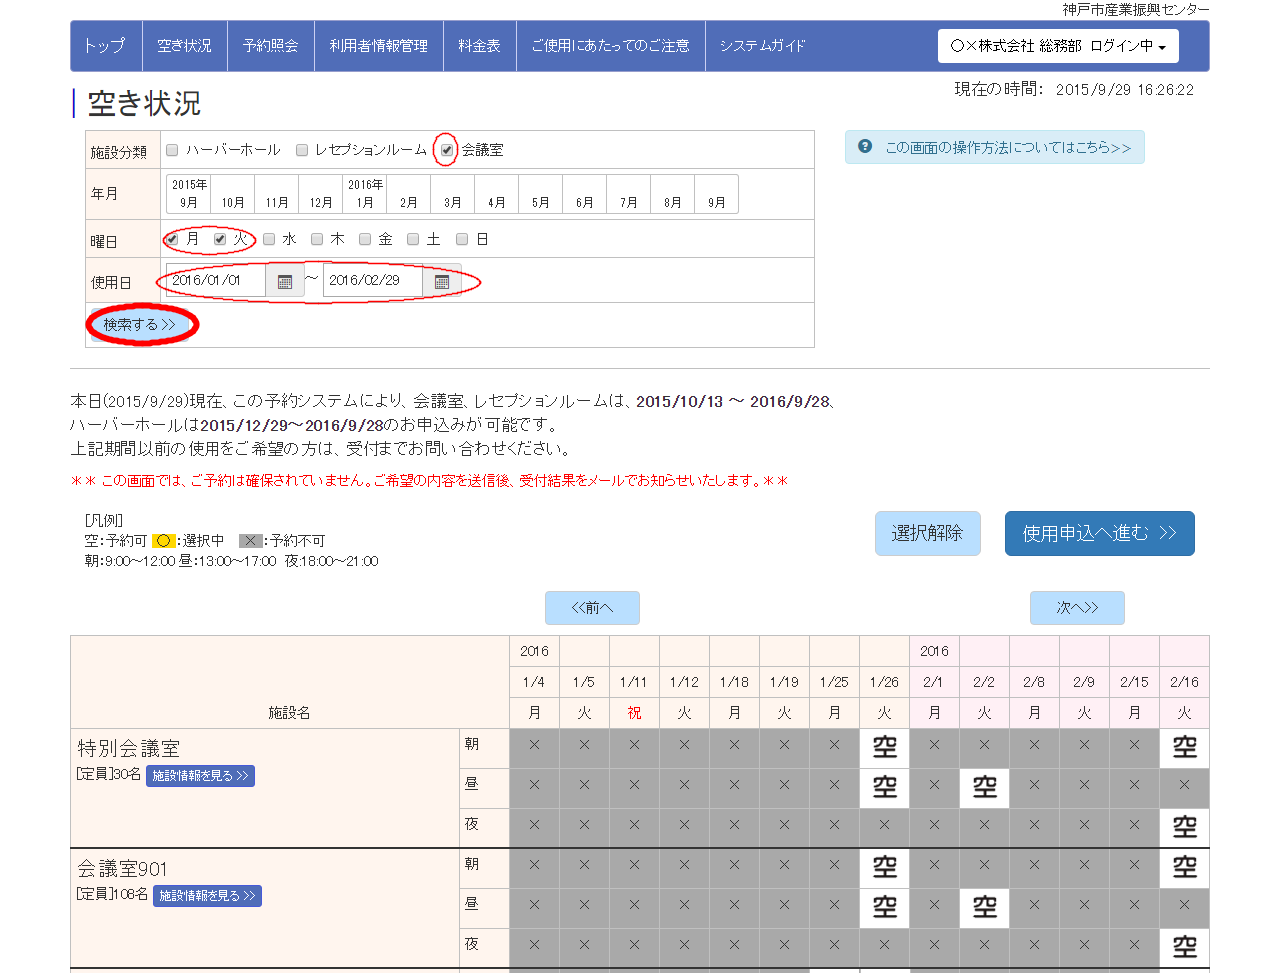 神戸市産業振興センター
トップ 空き状況 予約照会 利用者情報管理 料金表 ご使用にあたってのご注意 システムガイド ○×株式会社 総務部 ログイン中
現在の時間： 2015/9/29 16:26:22
空き状況
施設分類 ハーバーホール レセプションルーム 会議室
この画面の操作方法についてはこちら>>
年月 2015年 9月 10月 11月 12月 2016年 1月 2月 3月 4月 5月 6月 7月 8月 9月
曜日 月 火 水 木 金 土 日
使用日 2016/01/01 ～ 2016/02/29
検索する >>
本日(2015/9/29)現在、この予約システムにより、会議室、レセプションルームは、2015/10/13 ～ 2016/9/28、
ハーバーホールは2015/12/29～2016/9/28のお申込みが可能です。
上記期間以前の使用をご希望の方は、受付までお問い合わせください。
＊＊ この画面では、ご予約は確保されていません。ご希望の内容を送信後、受付結果をメールでお知らせいたします。＊＊
[凡例]
空：予約可 ○：選択中 ×：予約不可
朝：9:00～12:00 昼：13:00～17:00 夜:18:00～21:00
選択解除 使用申込へ進む >>
<<前へ 次へ>>
2016 2016
1/4 1/5 1/11 1/12 1/18 1/19 1/25 1/26 2/1 2/2 2/8 2/9 2/15 2/16
施設名 月 火 祝 火 月 火 月 火 月 火 月 火 月 火
特別会議室
[定員]30名 施設情報を見る >>
朝 × × × × × × × 空 × × × × × 空
昼 × × × × × × × 空 × 空 × × × ×
夜 × × × × × × × × × × × × × 空
会議室901
[定員]108名 施設情報を見る >>
朝 × × × × × × × 空 × × × × × 空
昼 × × × × × × × 空 × 空 × × × ×
夜 × × × × × × × × × × × × × 空